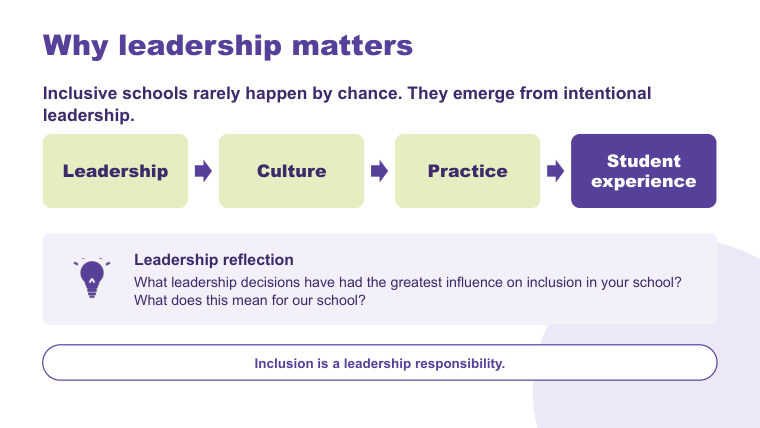 Why leadership matters
Inclusive schools rarely happen by chance. They emerge from intentional
leadership.
Leadership
Culture
Practice
Student
experience
Leadership reflection
What leadership decisions have had the greatest influence on inclusion in your school?
What does this mean for our school?
Inclusion is a leadership responsibility.